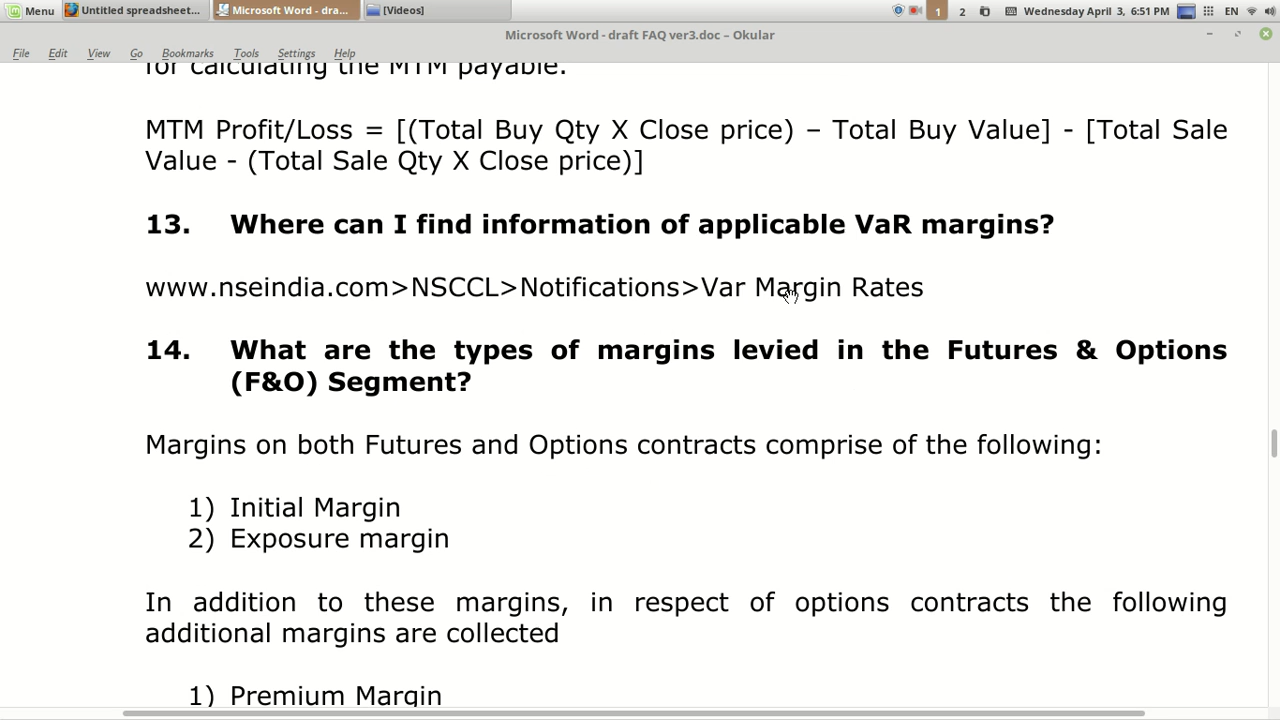 Menu Untitled spreadsheet... Microsoft Word - dra... [Videos] 1 2 Wednesday April 3, 6:51 PM EN
Microsoft Word - draft FAQ ver3.doc – Okular
File Edit View Go Bookmarks Tools Settings Help
for calculating the MTM payable.
MTM Profit/Loss = [(Total Buy Qty X Close price) – Total Buy Value] - [Total Sale
Value - (Total Sale Qty X Close price)]
13. Where can I find information of applicable VaR margins?
www.nseindia.com>NSCCL>Notifications>Var Margin Rates
14. What are the types of margins levied in the Futures & Options
(F&O) Segment?
Margins on both Futures and Options contracts comprise of the following:
1) Initial Margin
2) Exposure margin
In addition to these margins, in respect of options contracts the following
additional margins are collected
1) Premium Margin